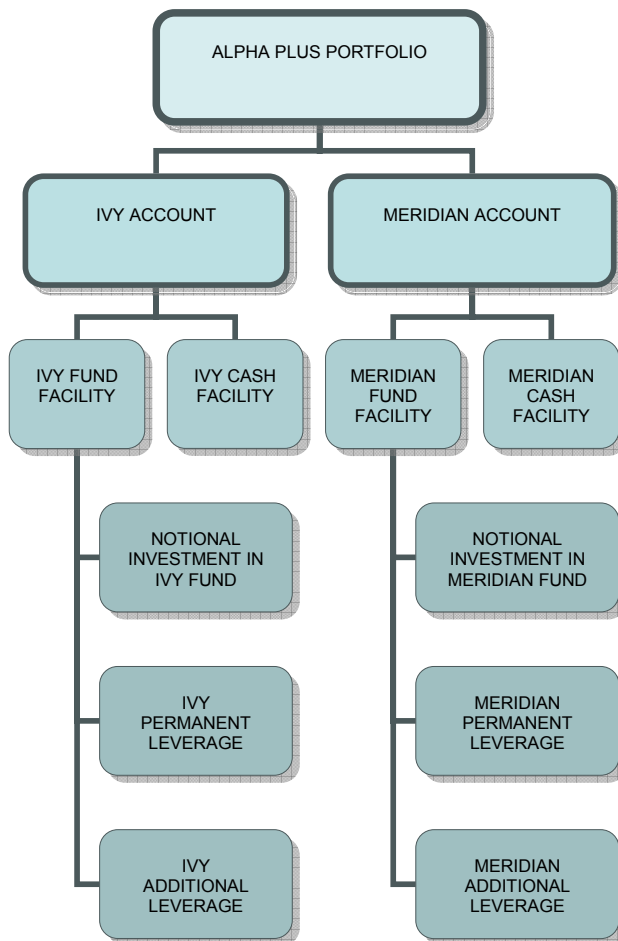 ALPHA PLUS PORTFOLIO
IVY ACCOUNT
MERIDIAN ACCOUNT
IVY FUND
FACILITY
IVY CASH
FACILITY
MERIDIAN
FUND
FACILITY
MERIDIAN
CASH
FACILITY
NOTIONAL
INVESTMENT IN
IVY FUND
NOTIONAL
INVESTMENT IN
MERIDIAN FUND
IVY
PERMANENT
LEVERAGE
MERIDIAN
PERMANENT
LEVERAGE
IVY
ADDITIONAL
LEVERAGE
MERIDIAN
ADDITIONAL
LEVERAGE